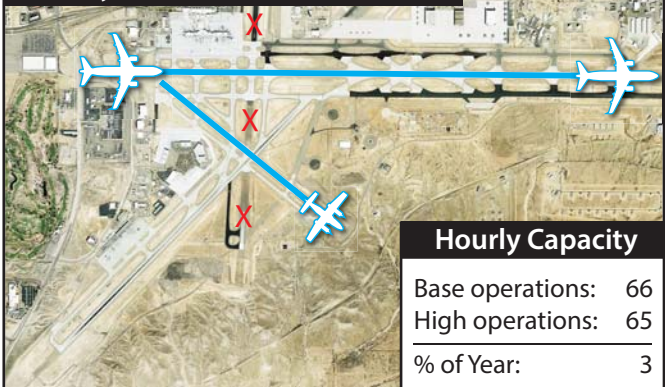 X
X
X
Hourly Capacity
Base operations: 66
High operations: 65
% of Year: 3